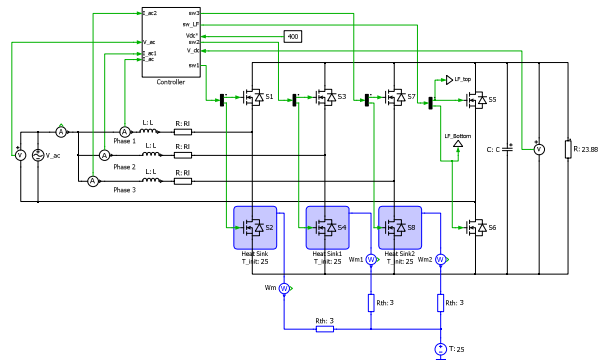 I_ac2
sw3
sw_LF
Vdc*
400
V_ac
sw2
V_dc
I_ac1
I_ac
sw1
Controller
LF_top
S1
S3
S7
S5
L: L
R: Rl
Phase 1
LF_Bottom
V
V_ac
A
A
L: L
R: Rl
Phase 2
C: C
V
R: 23.88
A
L: L
R: Rl
Phase 3
S2
S4
S8
S6
Heat Sink
T_init: 25
Heat Sink1
T_init: 25
Heat Sink2
T_init: 25
Wm1
W
Wm2
W
Wm
W
Rth: 3
Rth: 3
Rth: 3
T: 25